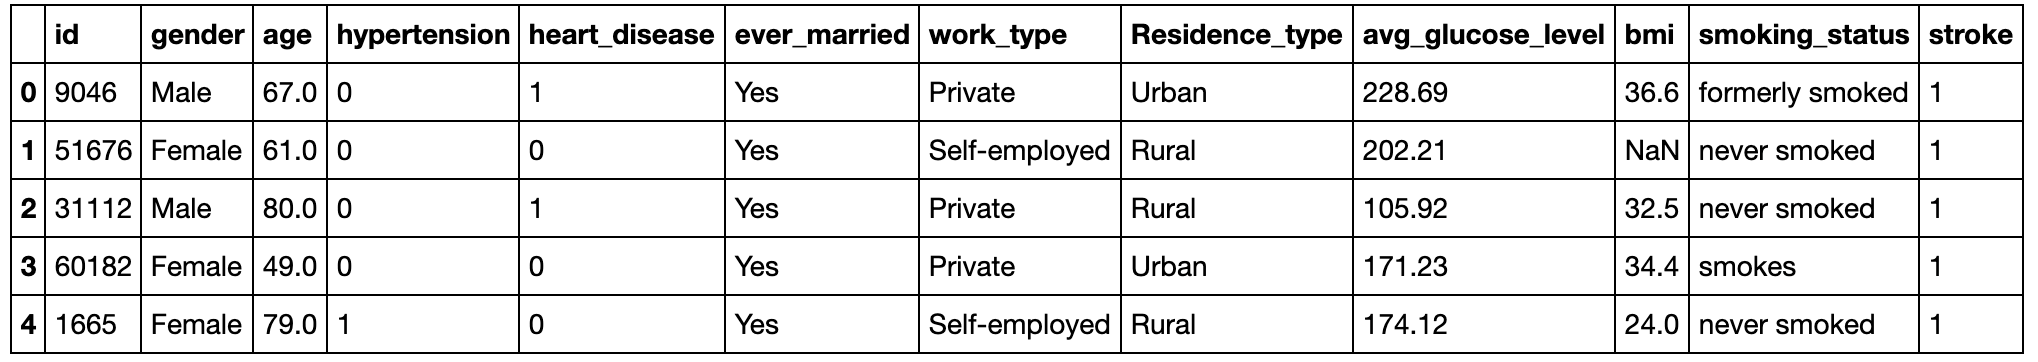 id gender age hypertension heart_disease ever_married work_type Residence_type avg_glucose_level bmi smoking_status stroke
0 9046 Male 67.0 0 1 Yes Private Urban 228.69 36.6 formerly smoked 1
1 51676 Female 61.0 0 0 Yes Self-employed Rural 202.21 NaN never smoked 1
2 31112 Male 80.0 0 1 Yes Private Rural 105.92 32.5 never smoked 1
3 60182 Female 49.0 0 0 Yes Private Urban 171.23 34.4 smokes 1
4 1665 Female 79.0 1 0 Yes Self-employed Rural 174.12 24.0 never smoked 1